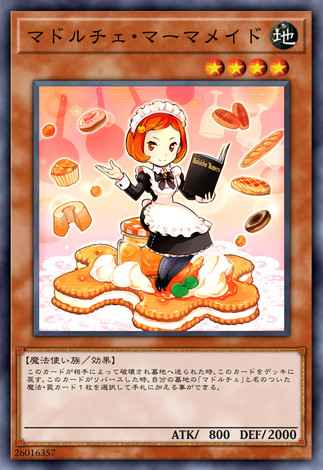 マドルチェ・マーマメイド
地
【魔法使い族／効果】
このカードが相手によって破壊され墓地へ送られた時、このカードをデッキに
戻す。このカードがリバースした時、自分の墓地の「マドルチェ」と名のついた
魔法・罠カード1枚を選択して手札に加える事ができる。
ATK/ 800 DEF/2000
26016357